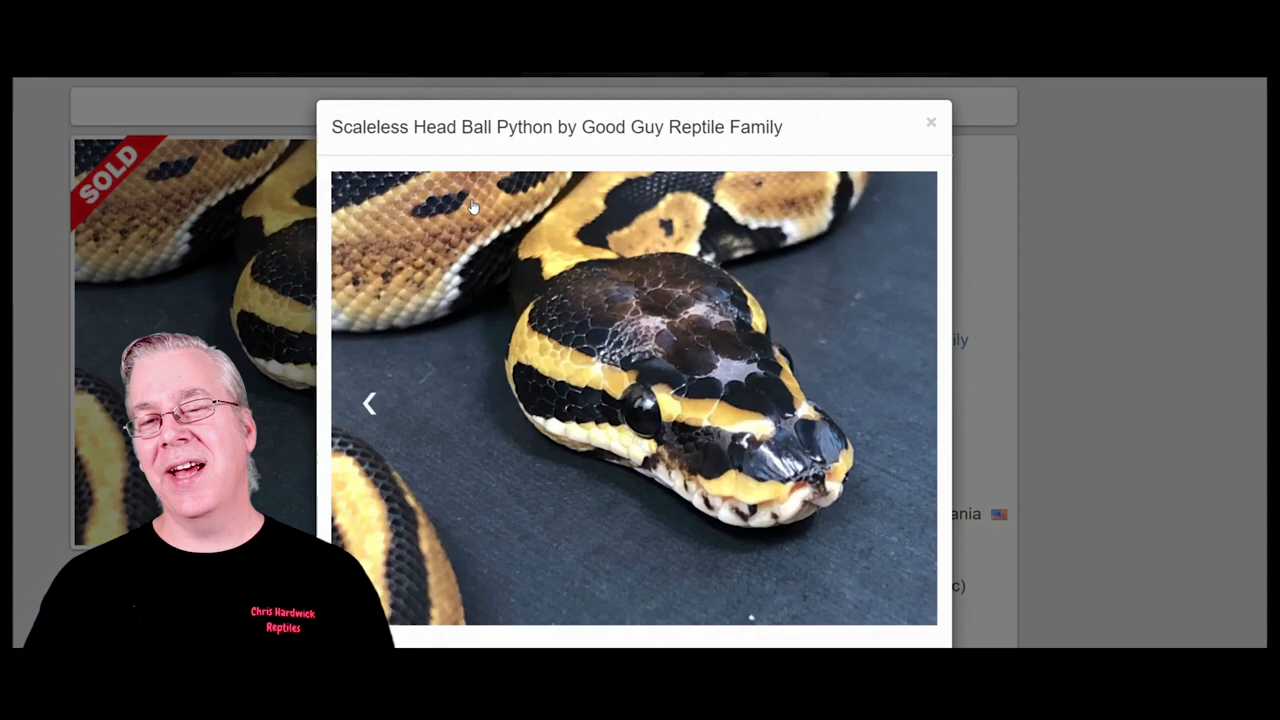 Scaleless Head Ball Python by Good Guy Reptile Family
×
SOLD
ily
ania
c)
Chris Hardwick
Reptiles